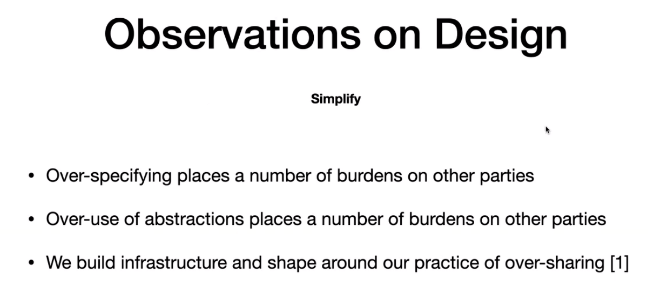 Observations on Design
Simplify
• Over-specifying places a number of burdens on other parties
• Over-use of abstractions places a number of burdens on other parties
• We build infrastructure and shape around our practice of over-sharing [1]